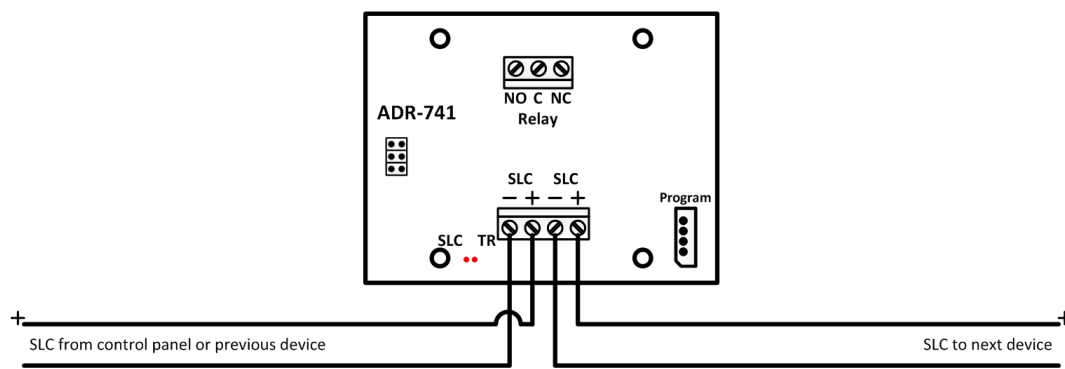 NO C NC
Relay
ADR-741
SLC SLC
− + − +
Program
SLC TR
+ +
SLC from control panel or previous device
SLC to next device